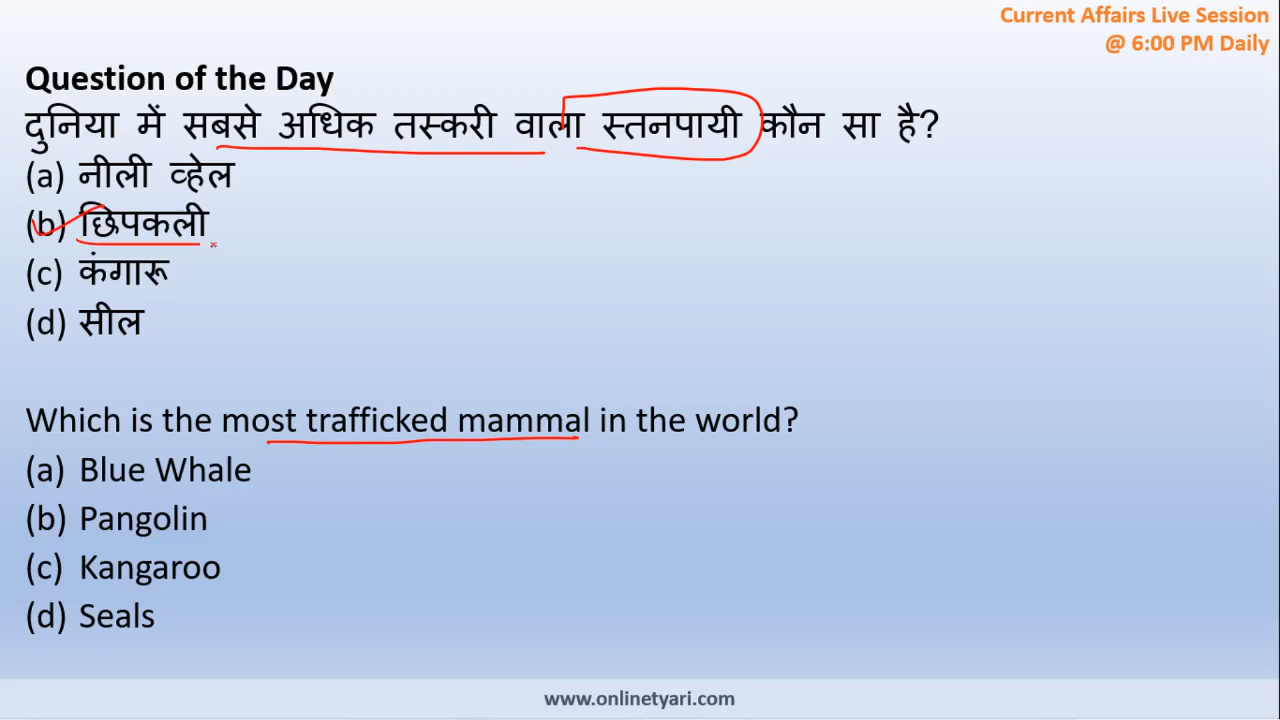 Current Affairs Live Session
@ 6:00 PM Daily
Question of the Day
दुनिया में सबसे अधिक तस्करी वाला स्तनपायी कौन सा है?
(a) नीली व्हेल
(b) छिपकली
(c) कंगारू
(d) सील
Which is the most trafficked mammal in the world?
(a) Blue Whale
(b) Pangolin
(c) Kangaroo
(d) Seals
www.onlinetyari.com